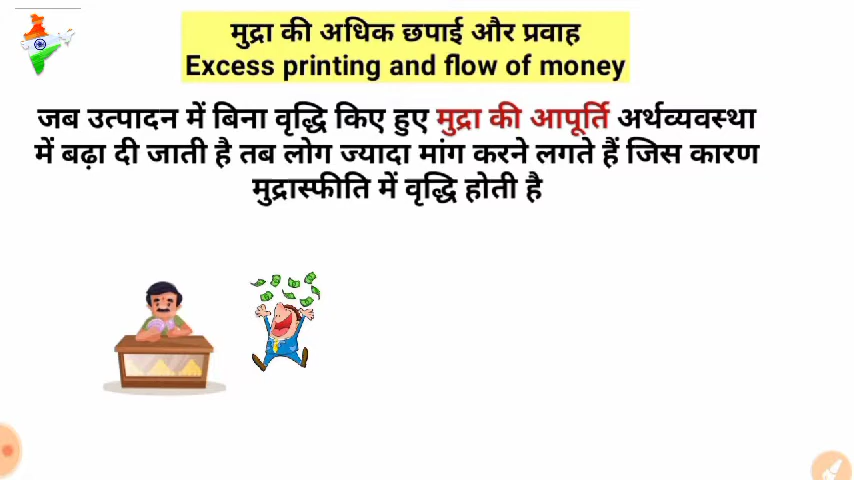 मुद्रा की अधिक छपाई और प्रवाह
Excess printing and flow of money
जब उत्पादन में बिना वृद्धि किए हुए मुद्रा की आपूर्ति अर्थव्यवस्था
में बढ़ा दी जाती है तब लोग ज्यादा मांग करने लगते हैं जिस कारण
मुद्रास्फीति में वृद्धि होती है